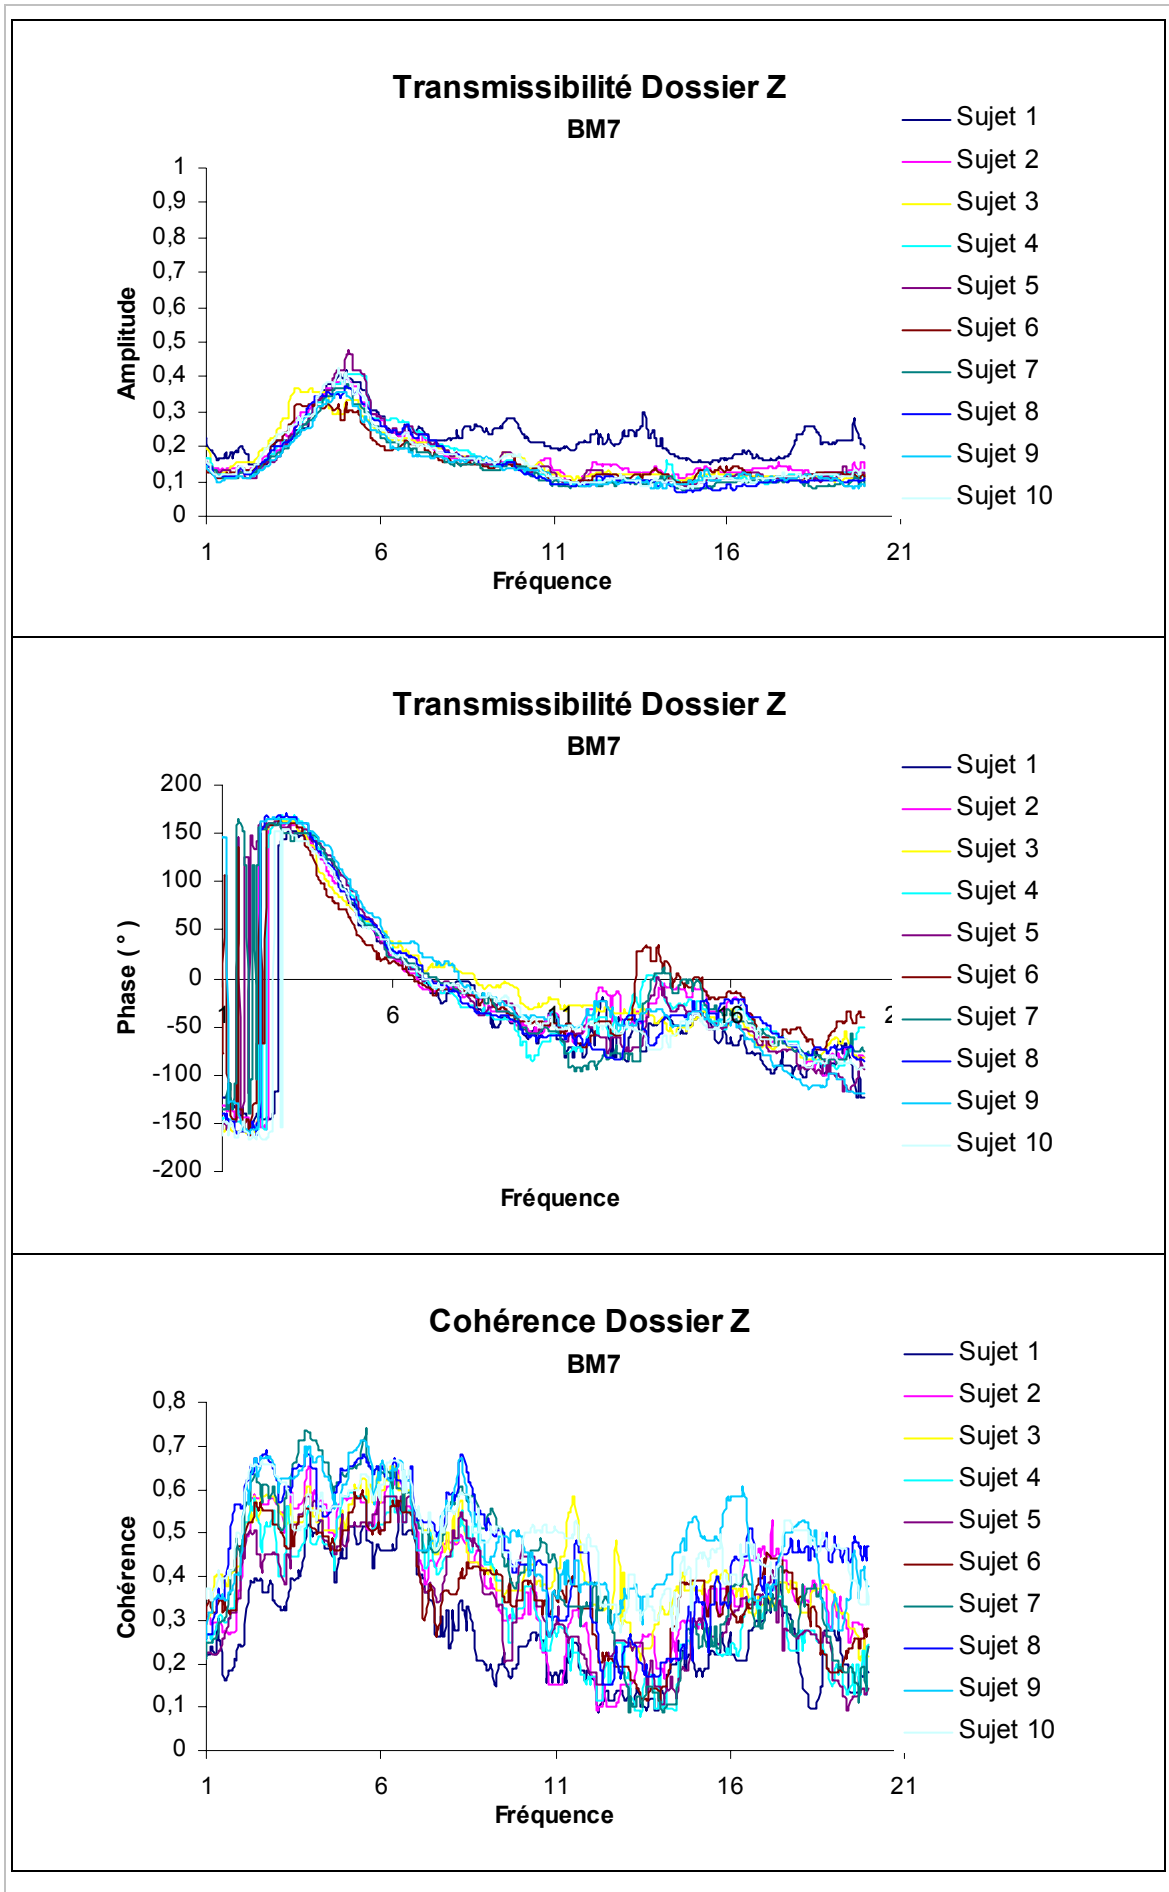 Transmissibilité Dossier Z
BM7
Sujet 1
Sujet 2
Sujet 3
Sujet 4
Sujet 5
Sujet 6
Sujet 7
Sujet 8
Sujet 9
Sujet 10
Amplitude
1
0,9
0,8
0,7
0,6
0,5
0,4
0,3
0,2
0,1
0
1 6 11 16 21
Fréquence
Transmissibilité Dossier Z
BM7
Sujet 1
Sujet 2
Sujet 3
Sujet 4
Sujet 5
Sujet 6
Sujet 7
Sujet 8
Sujet 9
Sujet 10
Phase ( ° )
200
150
100
50
0
-50
-100
-150
-200
1 6 11 16
Fréquence
Cohérence Dossier Z
BM7
Sujet 1
Sujet 2
Sujet 3
Sujet 4
Sujet 5
Sujet 6
Sujet 7
Sujet 8
Sujet 9
Sujet 10
Cohérence
0,8
0,7
0,6
0,5
0,4
0,3
0,2
0,1
0
1 6 11 16 21
Fréquence